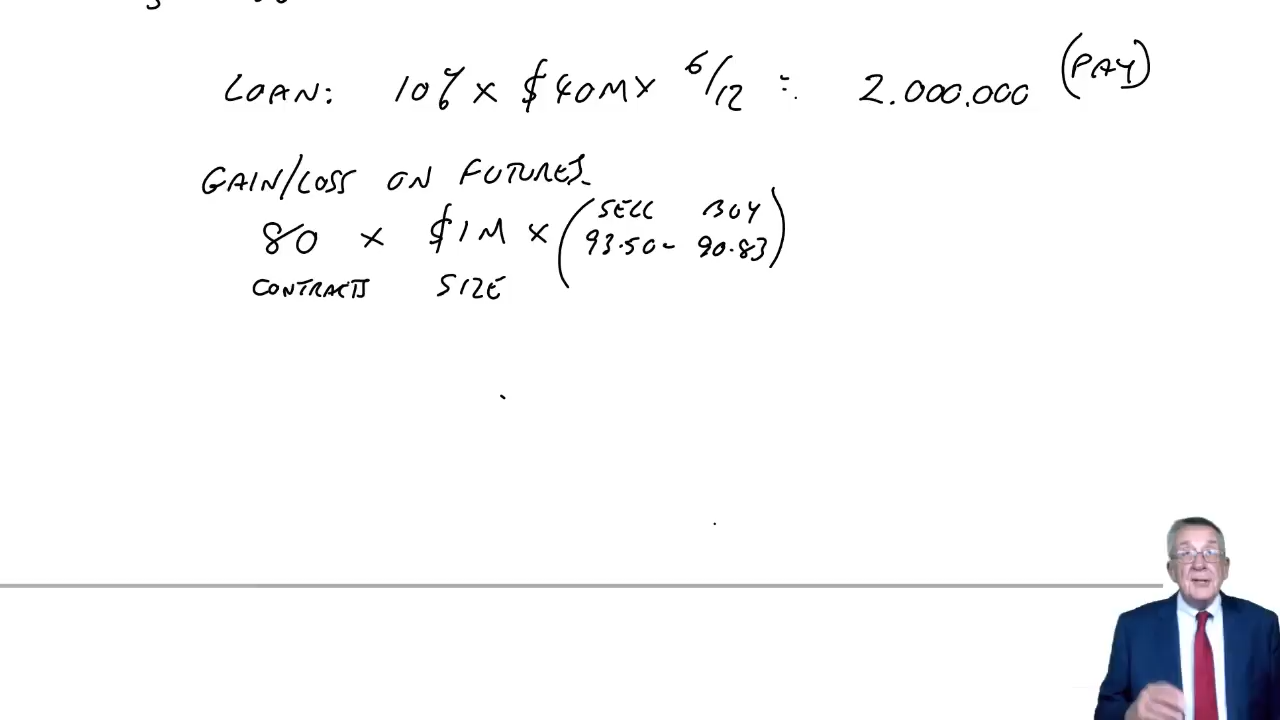 LOAN: 10% × $40M × 6/12 = 2.000.000 (PAY)
GAIN/LOSS ON FUTURES
SELL BUY
80 × $1M × (93.50 - 90.83)
CONTRACTS SIZE